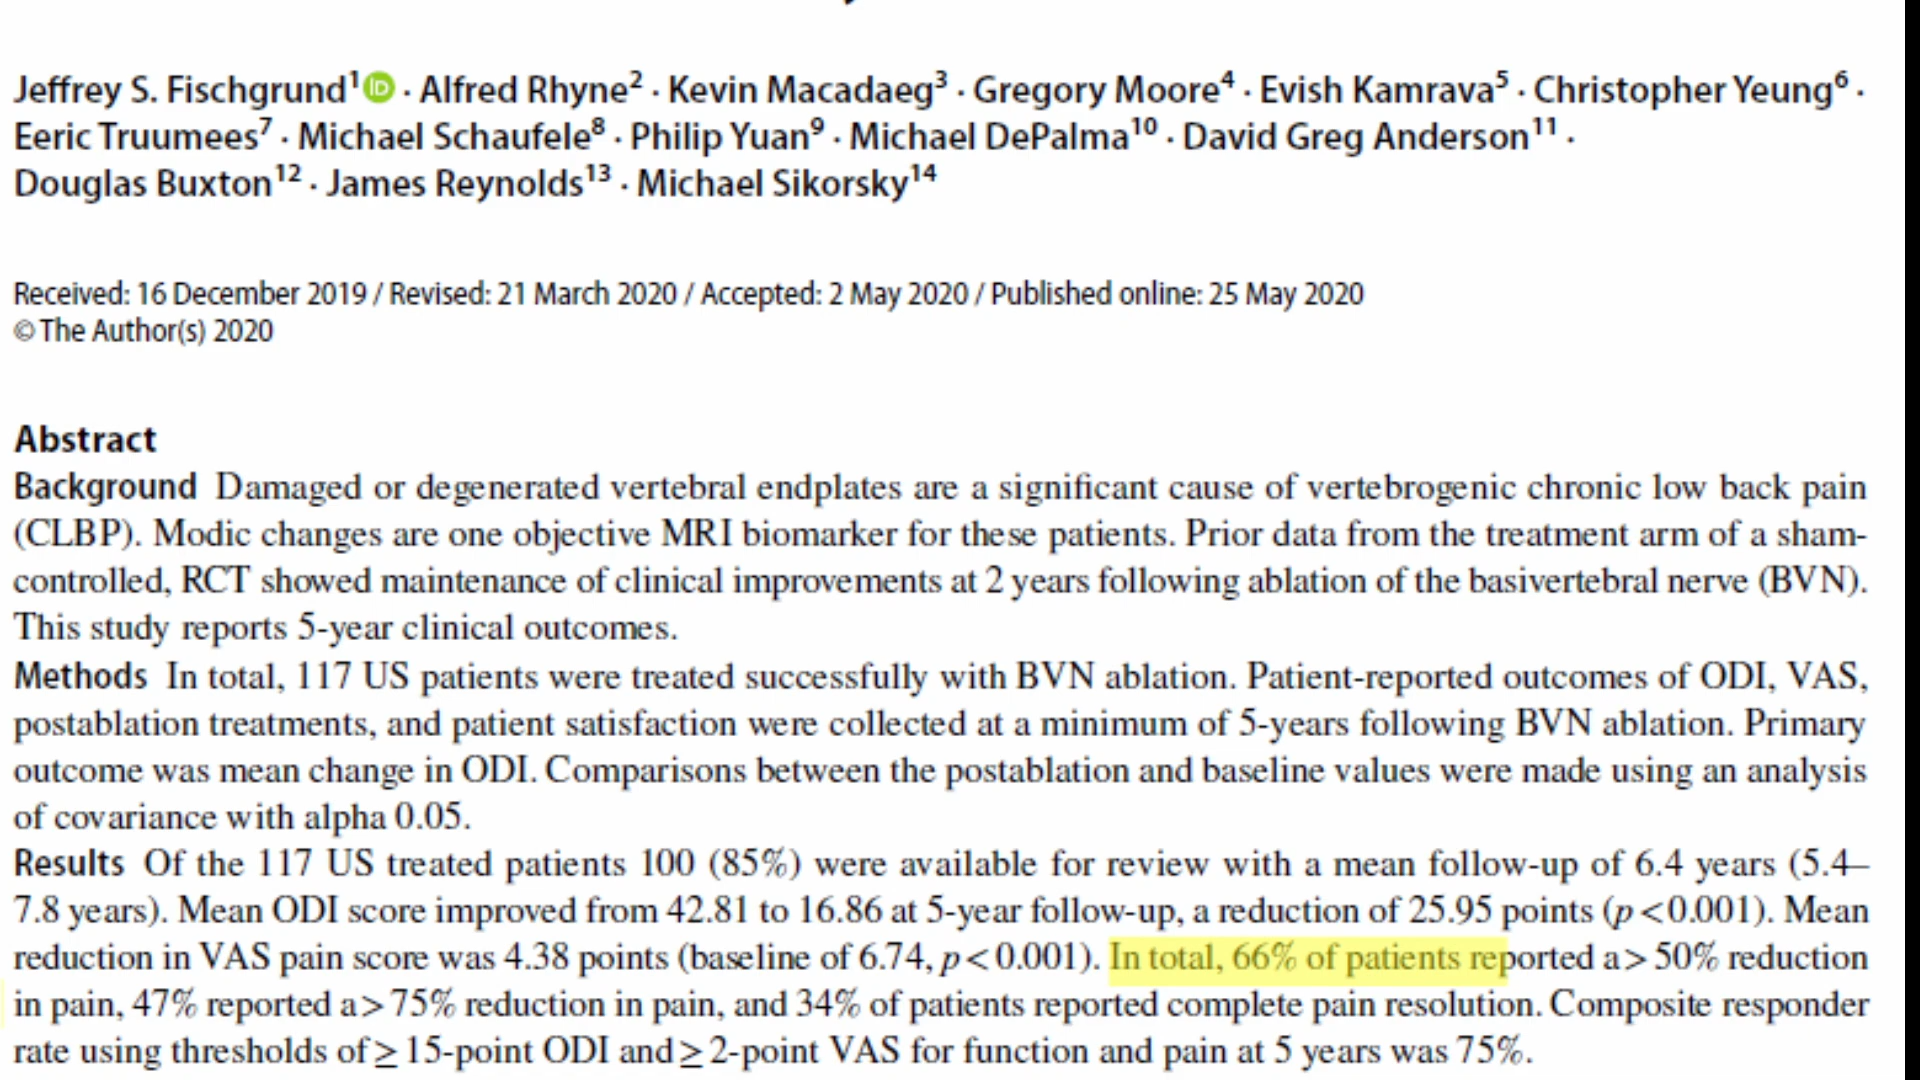 Jeffrey S. Fischgrund1 iD · Alfred Rhyne2 · Kevin Macadaeg3 · Gregory Moore4 · Evish Kamrava5 · Christopher Yeung6 ·
Eeric Truumees7 · Michael Schaufele8 · Philip Yuan9 · Michael DePalma10 · David Greg Anderson11 ·
Douglas Buxton12 · James Reynolds13 · Michael Sikorsky14
Received: 16 December 2019 / Revised: 21 March 2020 / Accepted: 2 May 2020 / Published online: 25 May 2020
© The Author(s) 2020
Abstract
Background Damaged or degenerated vertebral endplates are a significant cause of vertebrogenic chronic low back pain
(CLBP). Modic changes are one objective MRI biomarker for these patients. Prior data from the treatment arm of a sham-
controlled, RCT showed maintenance of clinical improvements at 2 years following ablation of the basivertebral nerve (BVN).
This study reports 5-year clinical outcomes.
Methods In total, 117 US patients were treated successfully with BVN ablation. Patient-reported outcomes of ODI, VAS,
postablation treatments, and patient satisfaction were collected at a minimum of 5-years following BVN ablation. Primary
outcome was mean change in ODI. Comparisons between the postablation and baseline values were made using an analysis
of covariance with alpha 0.05.
Results Of the 117 US treated patients 100 (85%) were available for review with a mean follow-up of 6.4 years (5.4–
7.8 years). Mean ODI score improved from 42.81 to 16.86 at 5-year follow-up, a reduction of 25.95 points (p < 0.001). Mean
reduction in VAS pain score was 4.38 points (baseline of 6.74, p < 0.001). In total, 66% of patients reported a > 50% reduction
in pain, 47% reported a > 75% reduction in pain, and 34% of patients reported complete pain resolution. Composite responder
rate using thresholds of ≥ 15-point ODI and ≥ 2-point VAS for function and pain at 5 years was 75%.